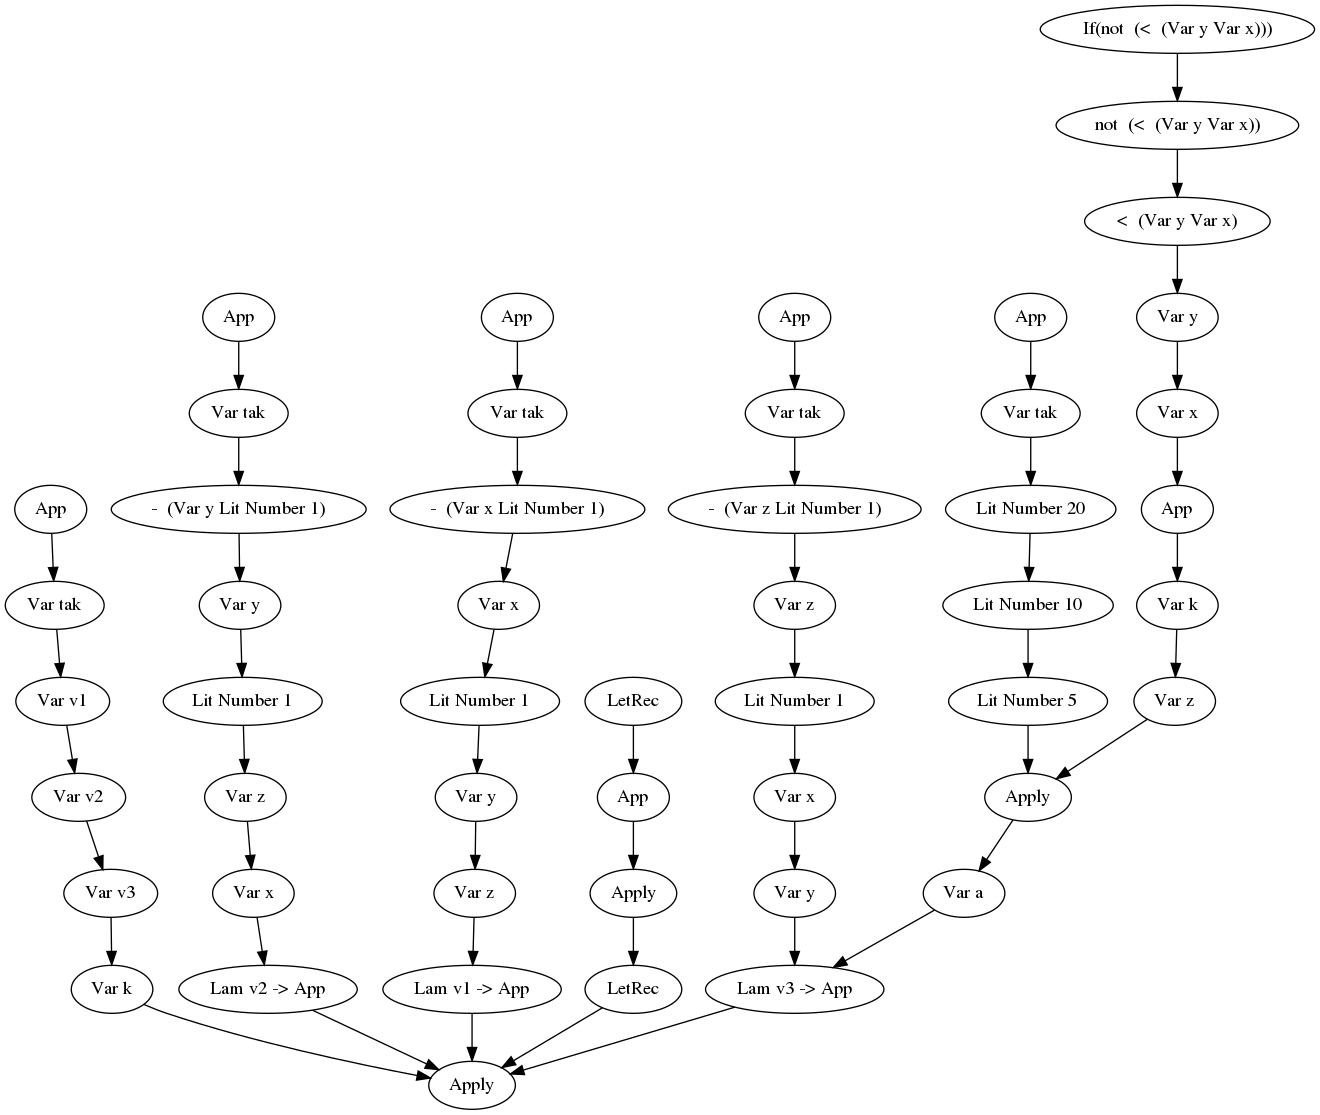 If(not  (<  (Var y Var x)))
not  (<  (Var y Var x))
<  (Var y Var x)
App
App
App
App
Var y
Var tak
Var tak
Var tak
Var tak
Var x
App
-  (Var y Lit Number 1)
-  (Var x Lit Number 1)
-  (Var z Lit Number 1)
Lit Number 20
App
Var tak
Var y
Var x
Var z
Lit Number 10
Var k
Var v1
Lit Number 1
Lit Number 1
LetRec
Lit Number 1
Lit Number 5
Var z
Var v2
Var z
Var y
App
Var x
Apply
Var v3
Var x
Var z
Apply
Var y
Var a
Var k
Lam v2 -> App
Lam v1 -> App
LetRec
Lam v3 -> App
Apply